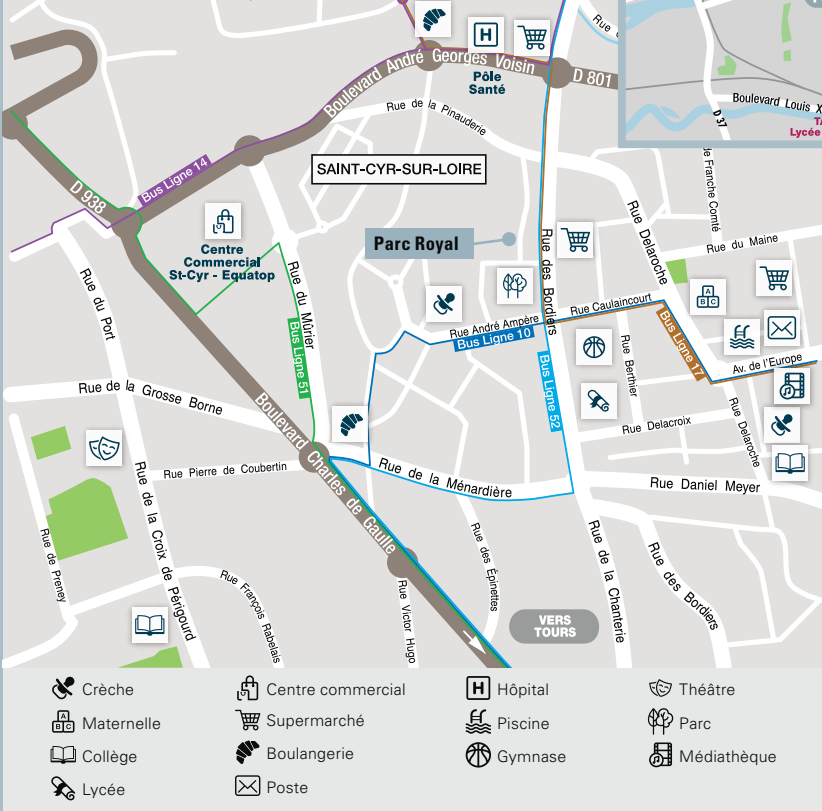 Boulevard André Georges Voisin
H
Pôle
Santé
D 801
Rue de la Pinauderie
Boulevard Louis X
D 37
Lycée
SAINT-CYR-SUR-LOIRE
Bus Ligne 14
D 938
Centre
Commercial
St-Cyr - Equatop
Parc Royal
Rue des Bordiers
Rue Delaroche
de Franche Comté
Rue du Maine
Rue du Port
Rue du Mûrier
Bus Ligne 51
Rue André Ampère
Bus Ligne 10
Rue Caulaincourt
A
B C
Bus Ligne 17
Av. de l'Europe
Rue Berthier
Bus Ligne 52
Rue de la Grosse Borne
Boulevard Charles de Gaulle
Rue Delacroix
Rue Delaroche
Rue Pierre de Coubertin
Rue de la Ménardière
Rue Daniel Meyer
Rue de la Croix de Périgourd
Rue de Preney
Rue François Rabelais
Rue Victor Hugo
Rue des Épinettes
Rue de la Chanterie
Rue des Bordiers
VERS
TOURS
Crèche
Centre commercial
H Hôpital
Théâtre
A
B C Maternelle
Supermarché
Piscine
Parc
Collège
Boulangerie
Gymnase
Médiathèque
Lycée
Poste